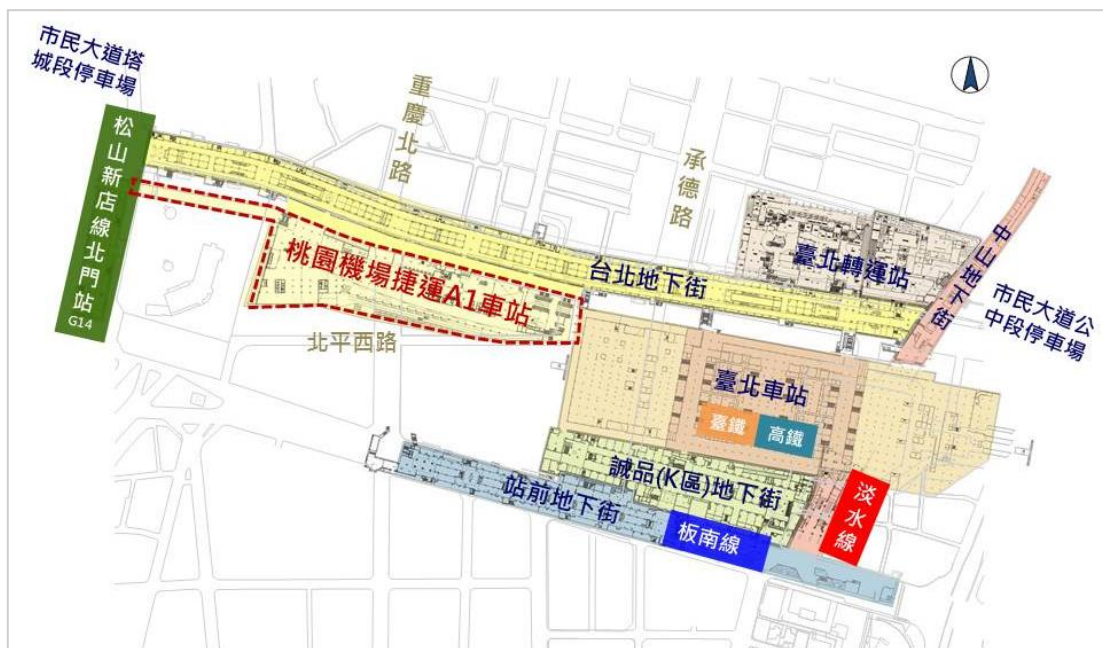 市民大道塔
城段停車場
松山新店線北門站
G14
重慶北路
承德路
桃園機場捷運A1車站
台北地下街
臺北轉運站
中山地下街
市民大道公
中段停車場
北平西路
臺北車站
臺鐵
高鐵
誠品(K區)地下街
站前地下街
板南線
淡水線